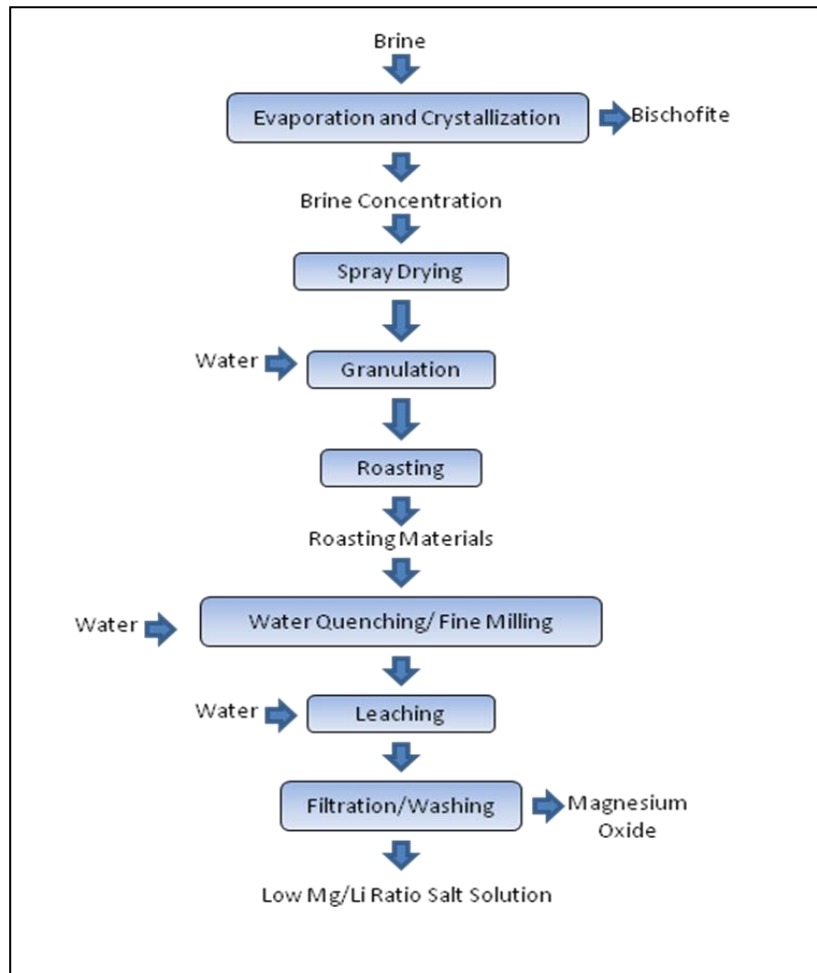 Brine
Evaporation and Crystallization
Bischofite
Brine Concentration
Spray Drying
Water
Granulation
Roasting
Roasting Materials
Water
Water Quenching/ Fine Milling
Water
Leaching
Filtration/Washing
Magnesium
Oxide
Low Mg/Li Ratio Salt Solution